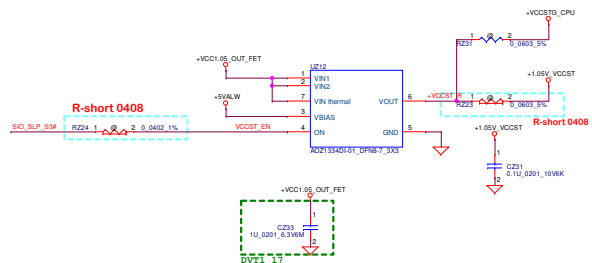 +VCCSTG_CPU
+VCC1.05_OUT_FET
UZ12
1 2
RZ31 0_0603_5%
1 VIN1
2 VIN2
+5VALW
7 VIN thermal
VOUT 6
+VCCST_R
+1.05V_VCCST
1 2
RZ23 0_0603_5%
R-short 0408
3 VBIAS
R-short 0408
SIO_SLP_S3#
RZ24 1 2 0_0402_1%
VCCST_EN
4 ON
GND 5
AOZ1334DI-01_DFN8-7_3X3
+1.05V_VCCST
1
CZ31
0.1U_0201_10V6K
2
+VCC1.05_OUT_FET
1
CZ33
1U_0201_6.3V6M
2
DVT1 17